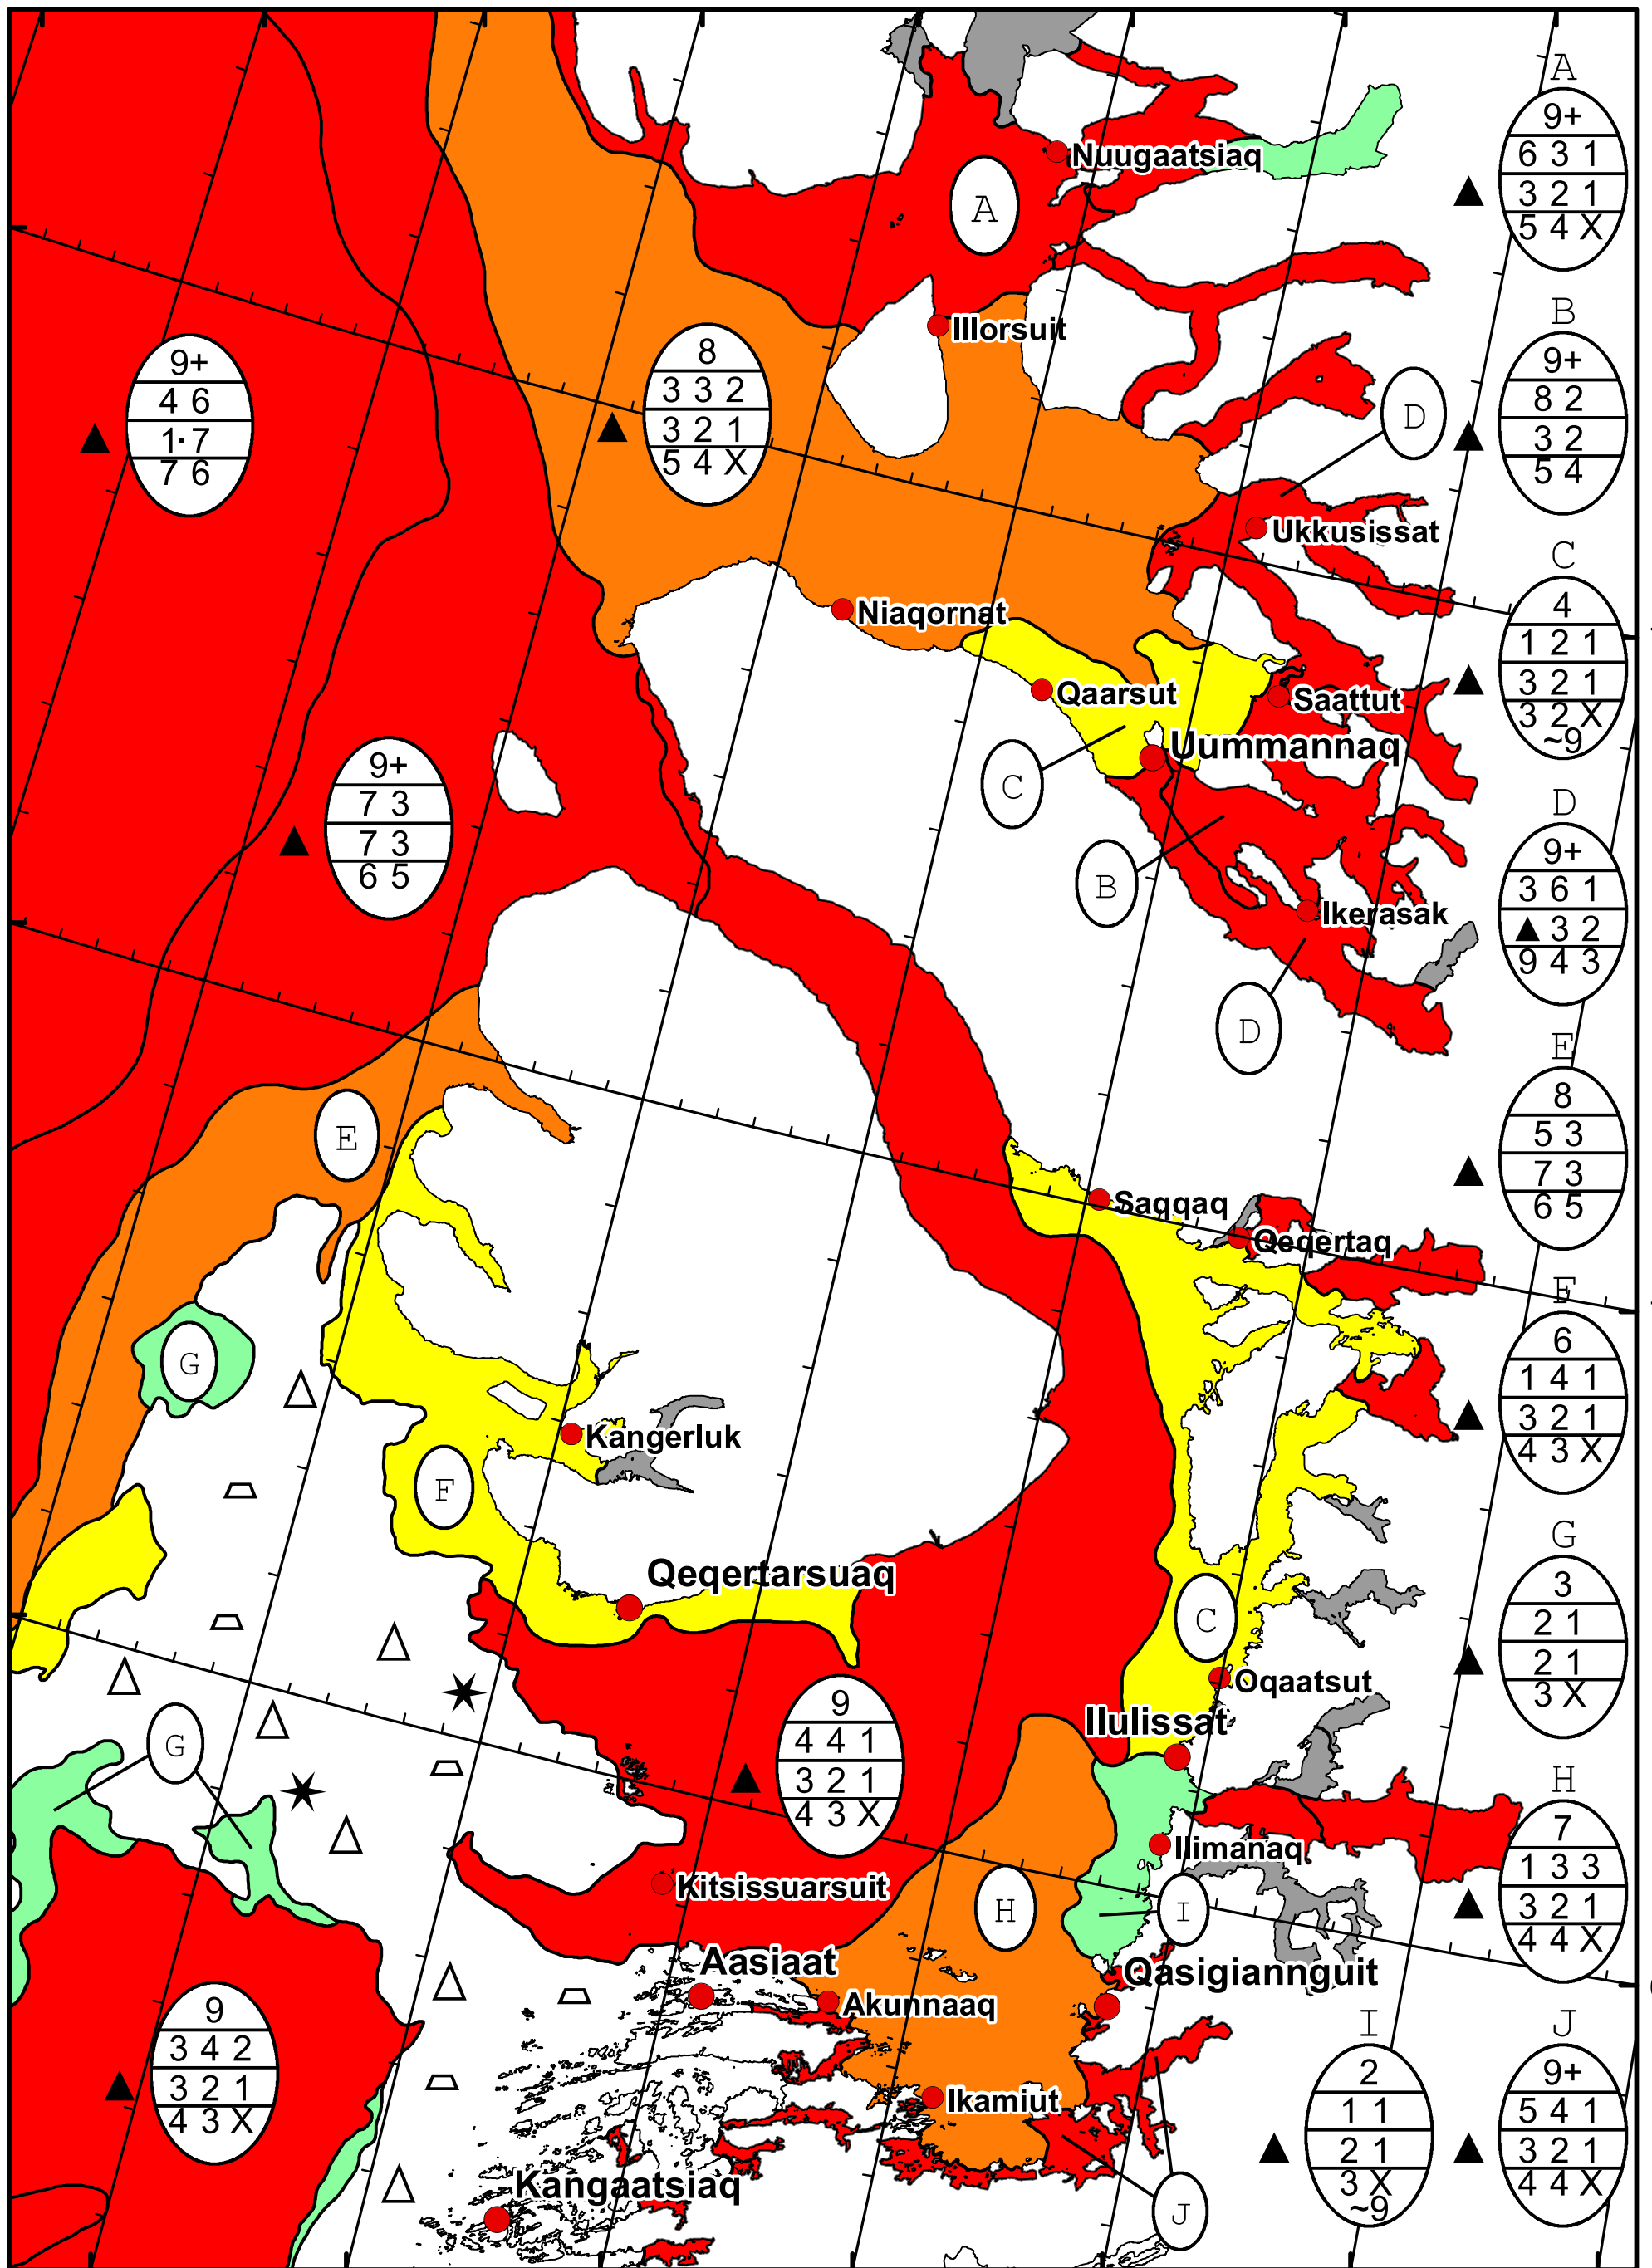 A
9+
6 3 1
3 2 1
5 4 X
Nuugaatsiaq
A
B
9+
8 2
3 2
5 4
Illorsuit
9+
4 6
1· 7
7 6
8
3 3 2
3 2 1
5 4 X
D
Ukkusissat
C
4
1 2 1
3 2 1
3 2 X
~9
Niaqornat
Qaarsut
Saattut
Uummannaq
C
9+
7 3
7 3
6 5
D
9+
3 6 1
3 2
9 4 3
B
Ikerasak
D
E
8
5 3
7 3
6 5
E
Saqqaq
Qeqertaq
F
6
1 4 1
3 2 1
4 3 X
G
Kangerluk
F
G
3
2 1
2 1
3 X
Qeqertarsuaq
C
Oqaatsut
Ilulissat
G
9
4 4 1
3 2 1
4 3 X
H
7
1 3 3
3 2 1
4 4 X
Ilimanaq
Kitsissuarsuit
H
I
Aasiaat
Qasigiannguit
Akunnaaq
9
3 4 2
3 2 1
4 3 X
I
2
1 1
2 1
3 X
~9
J
9+
5 4 1
3 2 1
4 4 X
Ikamiut
Kangaatsiaq
J